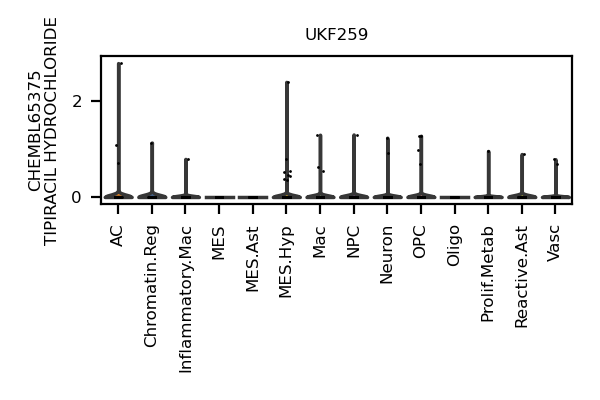 UKF259
CHEMBL65375
TIPIRACIL HYDROCHLORIDE
2
0
AC
Chromatin.Reg
Inflammatory.Mac
MES
MES.Ast
MES.Hyp
Mac
NPC
Neuron
OPC
Oligo
Prolif.Metab
Reactive.Ast
Vasc